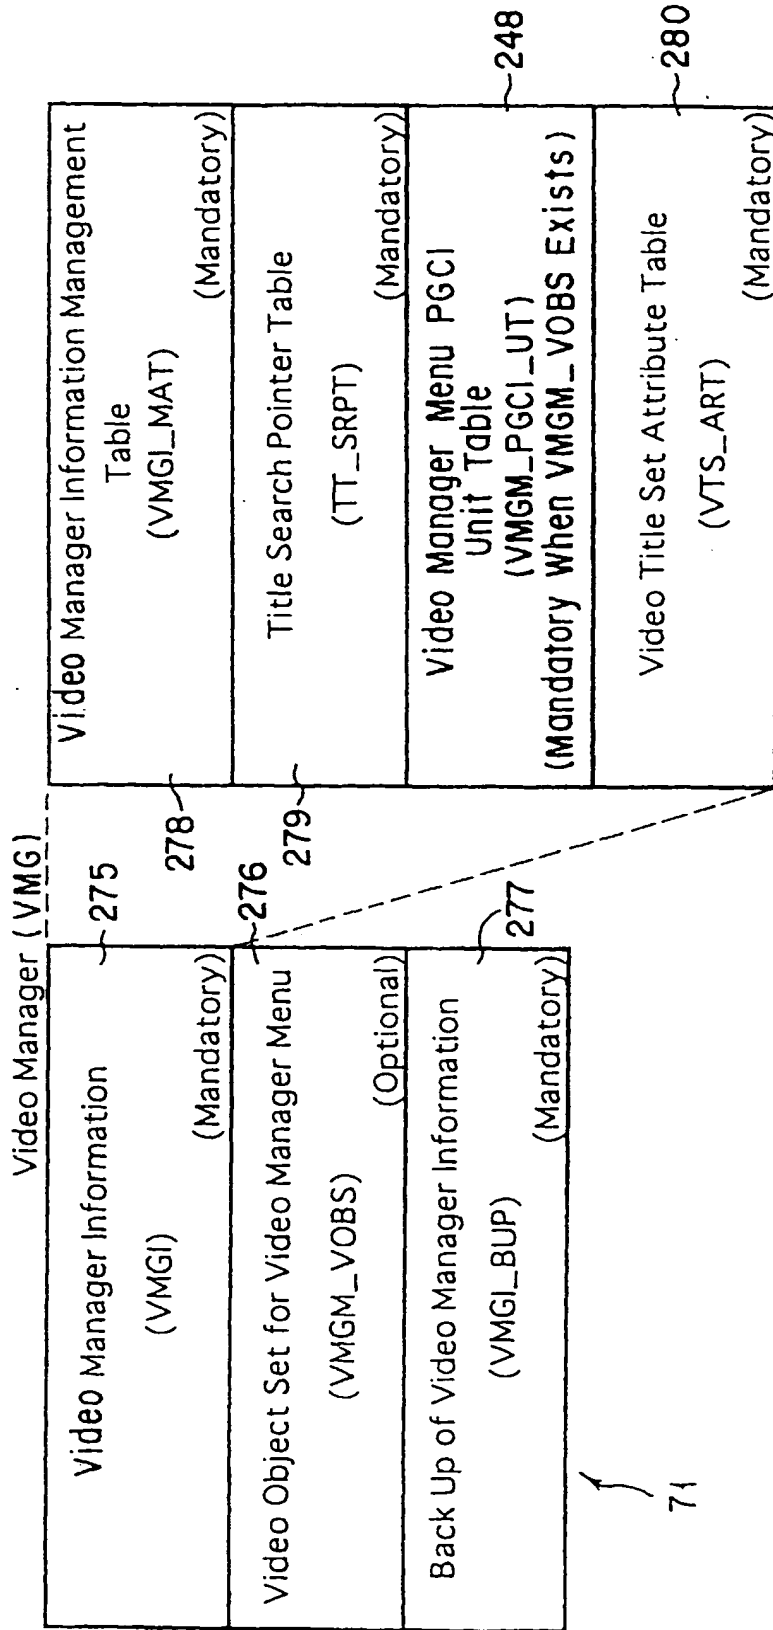 Video Manager (VMG)
Video Manager Information
(VMGI)
(Mandatory)
275
Video Object Set for Video Manager Menu
(VMGM_VOBS)
(Optional)
276
Back Up of Video Manager Information
(VMGI_BUP)
(Mandatory)
277
71
Video Manager Information Management
Table
(VMGI_MAT)
(Mandatory)
278
Title Search Pointer Table
(TT_SRPT)
(Mandatory)
279
Video Manager Menu PGCI
Unit Table
(VMGM_PGCI_UT)
(Mandatory When VMGM_VOBS Exists)
248
Video Title Set Attribute Table
(VTS_ART)
(Mandatory)
280